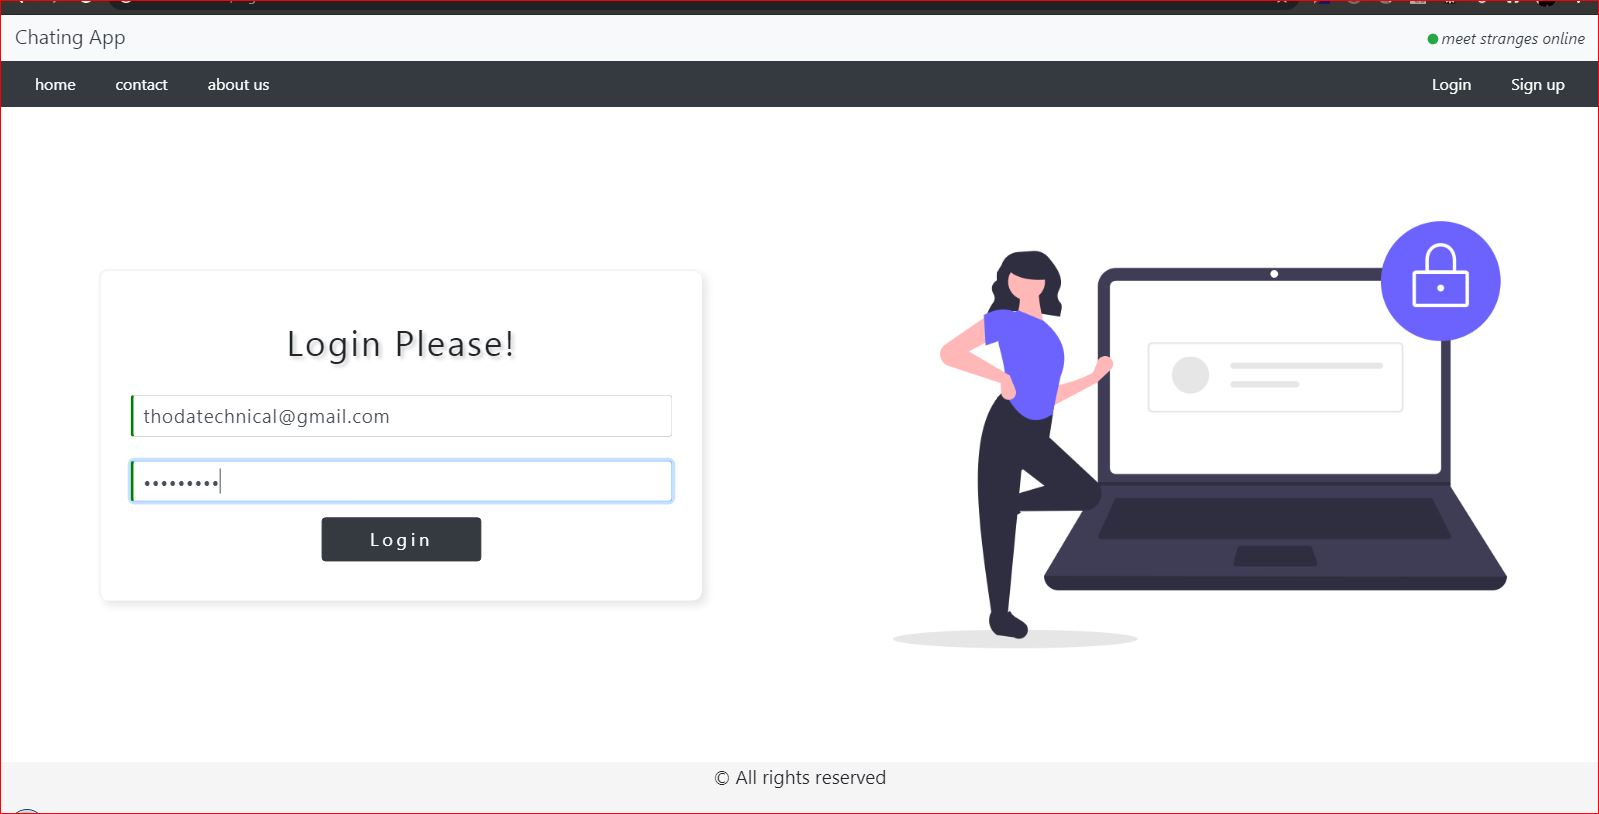 Chating App
meet stranges online
home contact about us Login Sign up
Login Please!
thodatechnical@gmail.com
•••••••••
Login
© All rights reserved